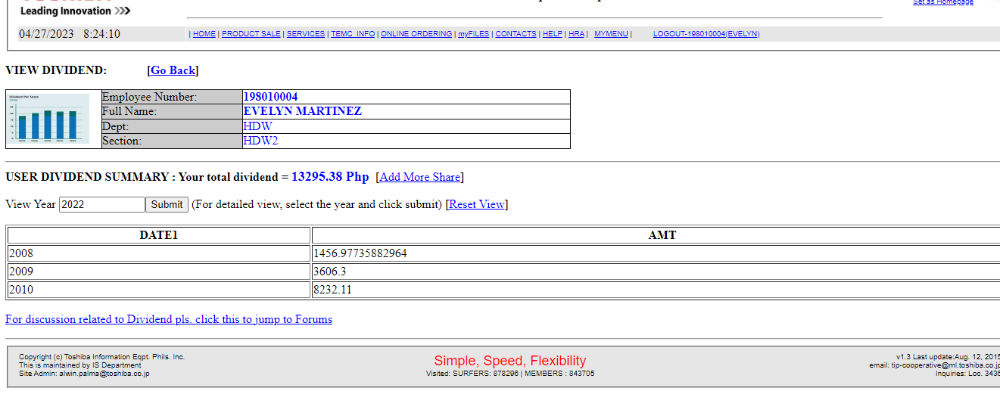 Leading Innovation >>>
Set as Homepage
04/27/2023 8:24:10
| HOME | PRODUCT SALE | SERVICES | TEMC INFO | ONLINE ORDERING | myFILES | CONTACTS | HELP | HRA | MYMENU | LOGOUT-198010004(EVELYN)
VIEW DIVIDEND: [Go Back]
Dividend Per Share
Employee Number: 198010004
Full Name: EVELYN MARTINEZ
Dept: HDW
Section: HDW2
USER DIVIDEND SUMMARY : Your total dividend = 13295.38 Php [Add More Share]
View Year 2022 Submit (For detailed view, select the year and click submit) [Reset View]
DATE1 AMT
2008 1456.97735882964
2009 3606.3
2010 8232.11
For discussion related to Dividend pls. click this to jump to Forums
Copyright (c) Toshiba Information Eqpt. Phils. Inc.
This is maintained by IS Department
Site Admin: alwin.palma@toshiba.co.jp
Simple, Speed, Flexibility
Visited: SURFERS: 878296 | MEMBERS : 843705
v1.3 Last update:Aug. 12, 2015
email: tip-cooperative@ml.toshiba.co.jp
Inquiries: Loc. 3436